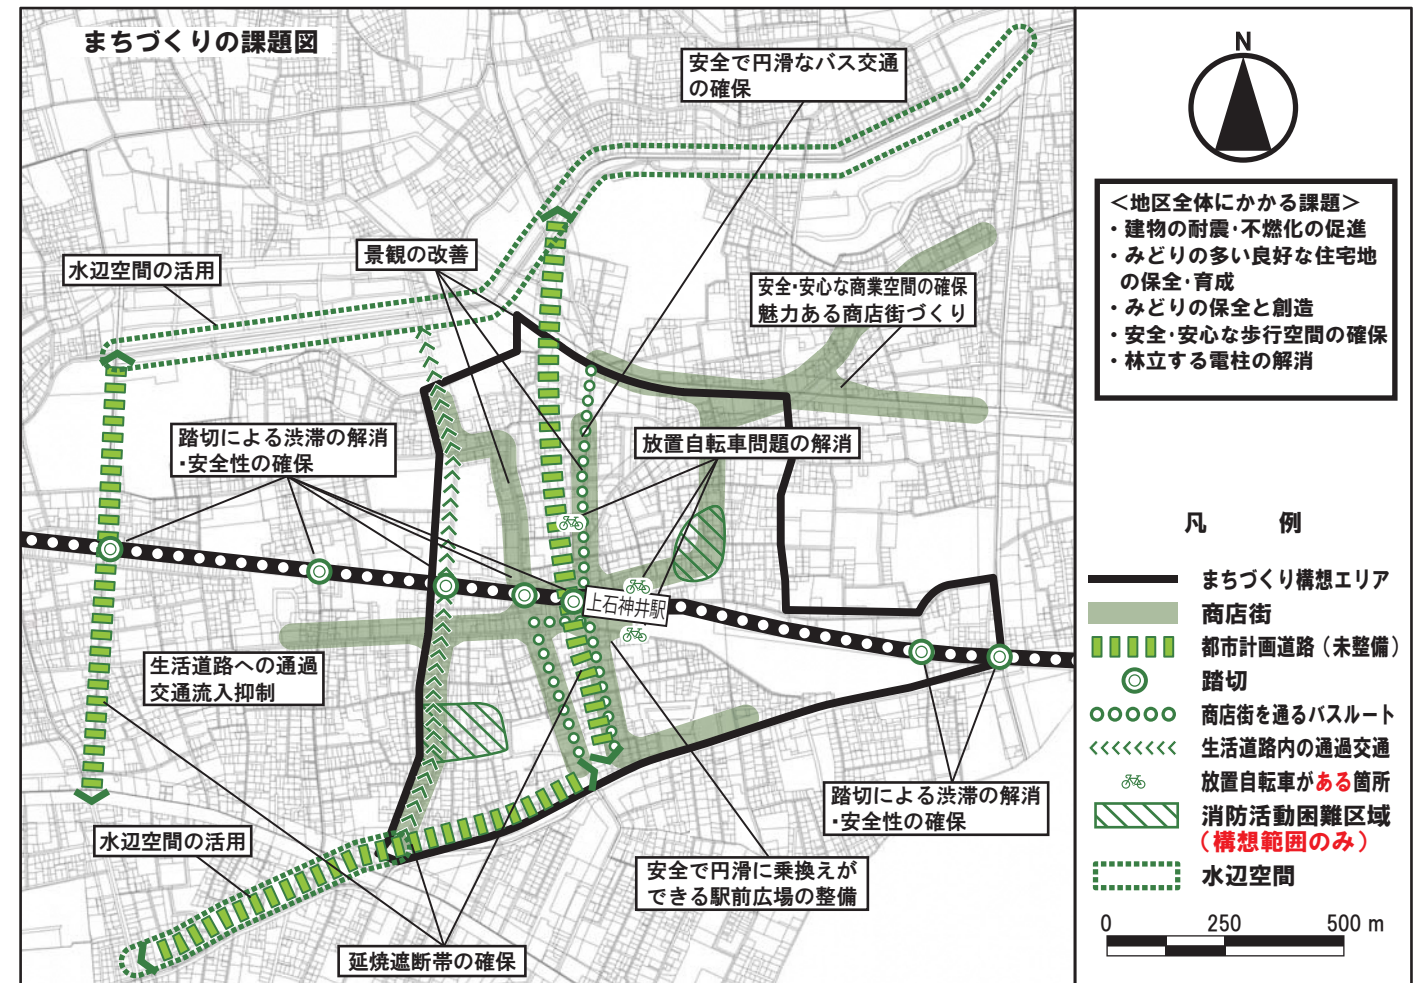 まちづくりの課題図
安全で円滑なバス交通
の確保
景観の改善
水辺空間の活用
安全・安心な商業空間の確保
魅力ある商店街づくり
踏切による渋滞の解消
・安全性の確保
放置自転車問題の解消
上石神井駅
生活道路への通過
交通流入抑制
踏切による渋滞の解消
・安全性の確保
水辺空間の活用
安全で円滑に乗換えが
できる駅前広場の整備
延焼遮断帯の確保
N
＜地区全体にかかる課題＞
・建物の耐震・不燃化の促進
・みどりの多い良好な住宅地
の保全・育成
・みどりの保全と創造
・安全・安心な歩行空間の確保
・林立する電柱の解消
凡 例
まちづくり構想エリア
商店街
都市計画道路（未整備）
踏切
商店街を通るバスルート
生活道路内の通過交通
放置自転車がある箇所
消防活動困難区域
（構想範囲のみ）
水辺空間
0 250 500 m